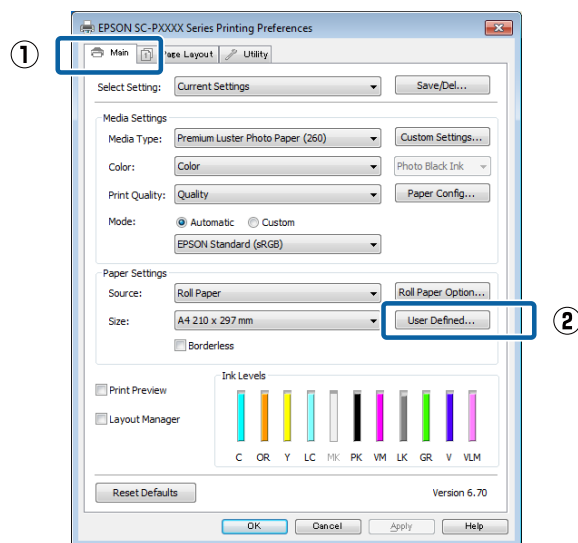 EPSON SC-PXXXX Series Printing Preferences
①
Main
Page Layout
Utility
Select Setting: Current Settings Save/Del...
Media Settings
Media Type: Premium Luster Photo Paper (260) Custom Settings...
Color: Color Photo Black Ink
Print Quality: Quality Paper Config...
Mode: Automatic Custom
EPSON Standard (sRGB)
Paper Settings
Source: Roll Paper Roll Paper Option...
Size: A4 210 x 297 mm User Defined...
②
Borderless
Ink Levels
Print Preview
Layout Manager
C OR Y LC MK PK VM LK GR V VLM
Reset Defaults Version 6.70
OK Cancel Apply Help